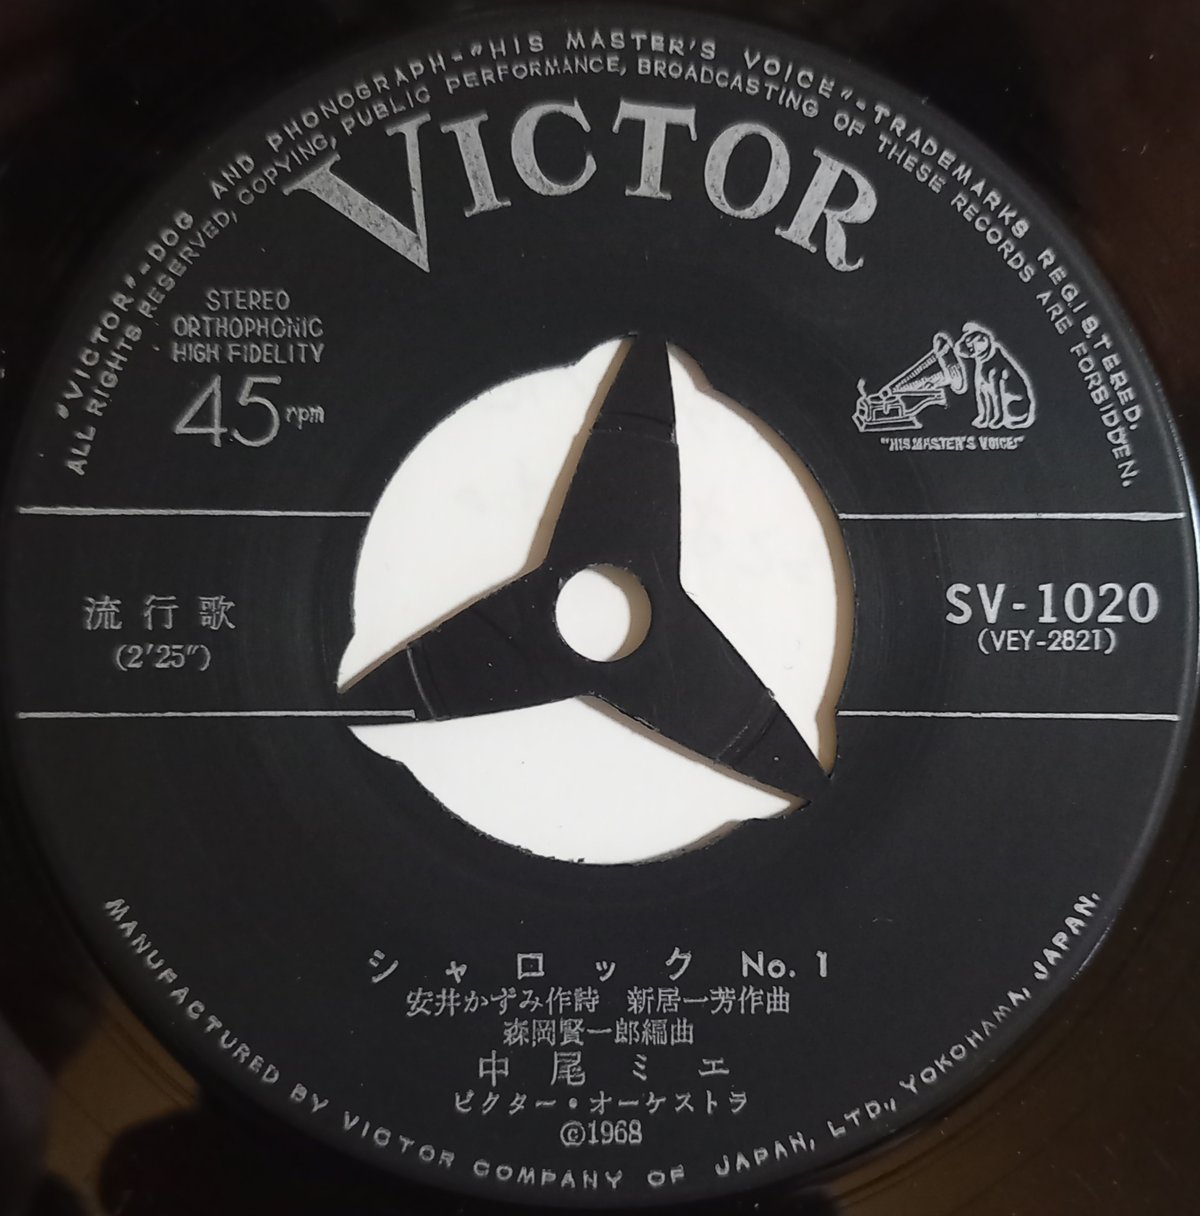 "VICTOR"-DOG AND PHONOGRAPH-"HIS MASTER'S VOICE"-TRADEMARKS REGISTERED.
ALL RIGHTS RESERVED, COPYING, PUBLIC PERFORMANCE, BROADCASTING OF THESE RECORDS ARE FORBIDDEN.
VICTOR
STEREO
ORTHOPHONIC
HIGH FIDELITY
45 rpm
"HIS MASTER'S VOICE"
流行歌
(2'25")
SV-1020
(VEY-2821)
シャロック No. 1
安井かずみ作詩 新居一芳作曲
森岡賢一郎編曲
中尾ミエ
ビクター・オーケストラ
©1968
MANUFACTURED BY VICTOR COMPANY OF JAPAN, LTD., YOKOHAMA, JAPAN.